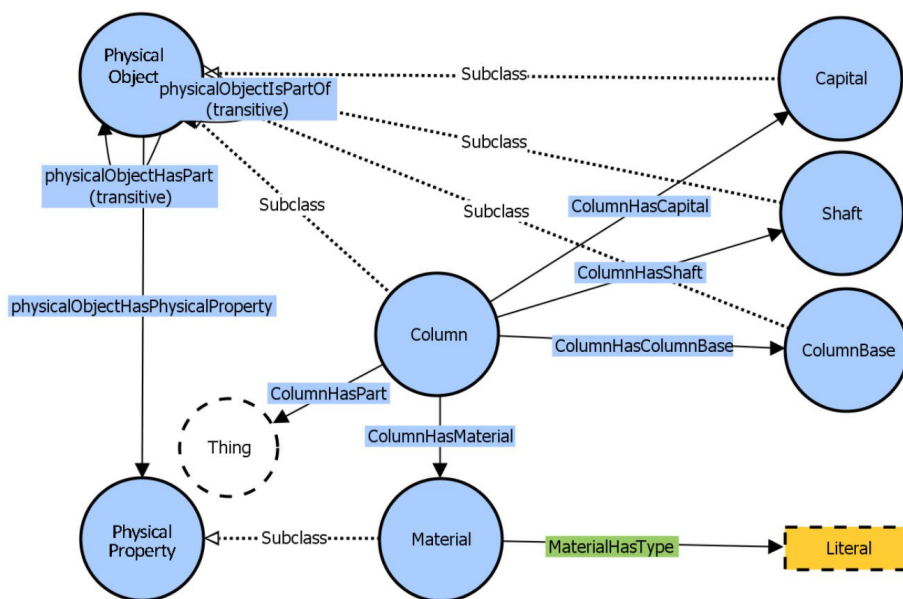 Physical
Object
physicalObjectIsPartOf
(transitive)
Subclass
Capital
physicalObjectHasPart
(transitive)
Subclass
Subclass
Subclass
ColumnHasCapital
Shaft
ColumnHasShaft
physicalObjectHasPhysicalProperty
Column
ColumnHasColumnBase
ColumnBase
ColumnHasPart
Thing
ColumnHasMaterial
Physical
Property
Subclass
Material
MaterialHasType
Literal